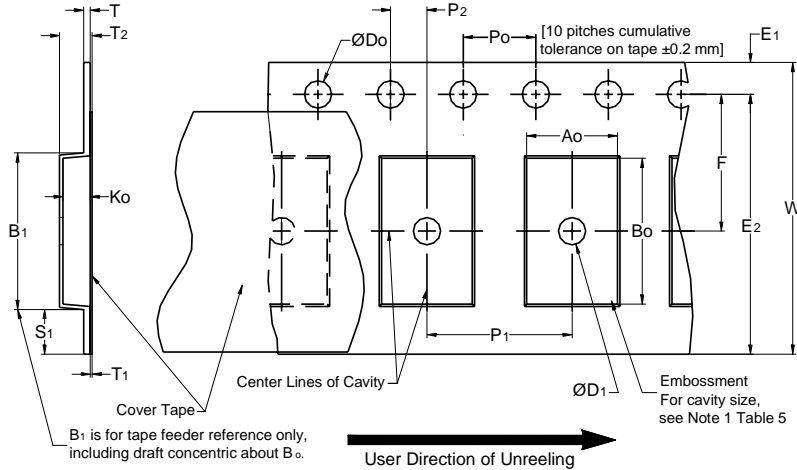 T
T2
P2
ØDo
Po
[10 pitches cumulative
tolerance on tape ±0.2 mm]
E1
Ao
F
W
B1
Ko
Bo
E2
S1
P1
T1
Center Lines of Cavity
ØD1
Embossment
For cavity size,
see Note 1 Table 5
Cover Tape
B1 is for tape feeder reference only,
including draft concentric about Bo.
User Direction of Unreeling